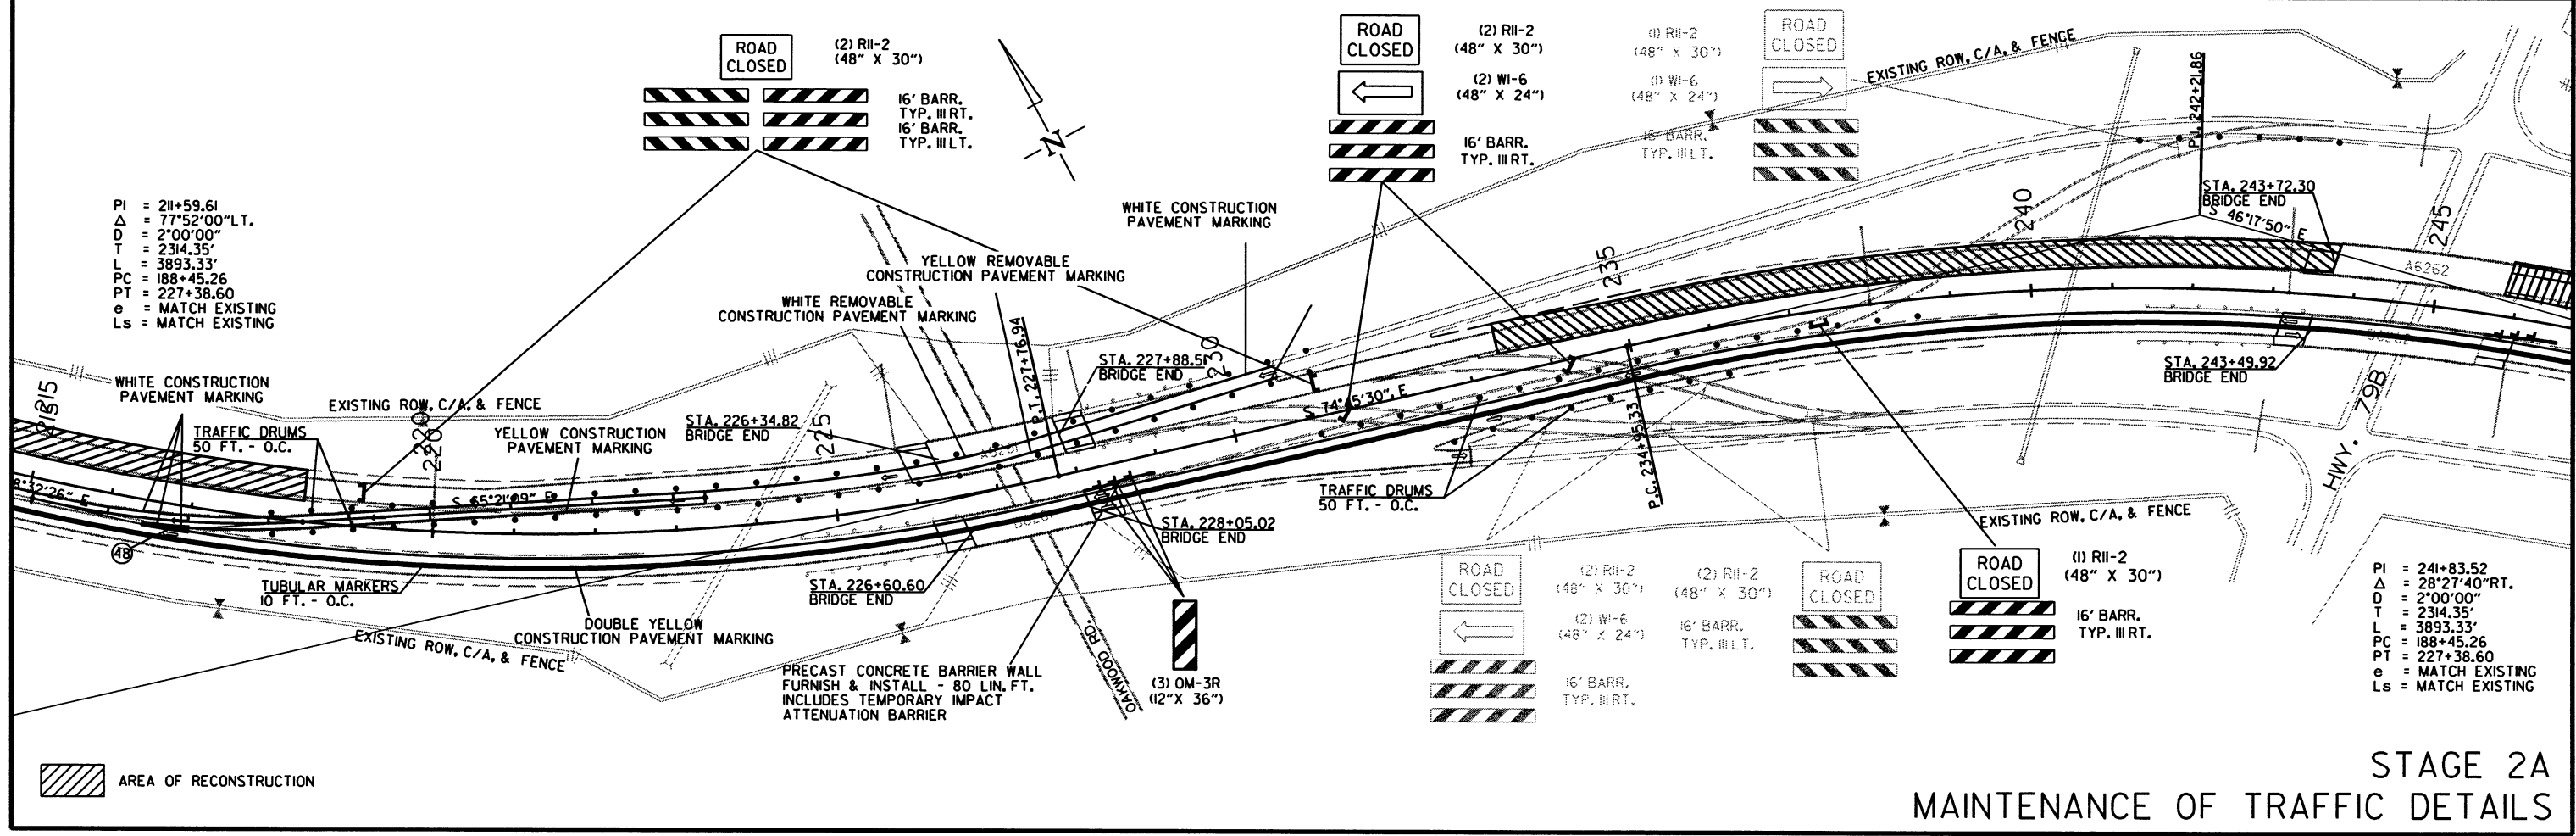 ROAD
CLOSED
(2) R11-2
(48" X 30")
16' BARR.
TYP. III RT.
16' BARR.
TYP. III LT.
N
ROAD
CLOSED
(2) R11-2
(48" X 30")
(2) W1-6
(48" X 24")
16' BARR.
TYP. III RT.
(1) R11-2
(48" X 30")
ROAD
CLOSED
(1) W1-6
(48" X 24")
16' BARR.
TYP. III LT.
EXISTING ROW, C/A, & FENCE
P.I. 242+21.86
PI = 211+59.61
Δ = 77°52'00"LT.
D = 2°00'00"
T = 2314.35'
L = 3893.33'
PC = 188+45.26
PT = 227+38.60
e = MATCH EXISTING
Ls = MATCH EXISTING
WHITE CONSTRUCTION
PAVEMENT MARKING
YELLOW REMOVABLE
CONSTRUCTION PAVEMENT MARKING
WHITE REMOVABLE
CONSTRUCTION PAVEMENT MARKING
P.T. 227+76.94
STA. 227+88.51
BRIDGE END
230
235
240
STA. 243+72.30
BRIDGE END
S 46°17'50" E
245
A6262
215
215
WHITE CONSTRUCTION
PAVEMENT MARKING
EXISTING ROW, C/A, & FENCE
TRAFFIC DRUMS
50 FT. - O.C.
220
220
YELLOW CONSTRUCTION
PAVEMENT MARKING
STA. 226+34.82
BRIDGE END
225
S 74°45'30" E
STA. 243+49.92
BRIDGE END
HWY. 79B
8°32'26" E
S 65°21'09" E
P.C. 234+95.33
TRAFFIC DRUMS
50 FT. - O.C.
48
STA. 228+05.02
BRIDGE END
EXISTING ROW, C/A, & FENCE
TUBULAR MARKERS
10 FT. - O.C.
STA. 226+60.60
BRIDGE END
DOUBLE YELLOW
CONSTRUCTION PAVEMENT MARKING
EXISTING ROW, C/A, & FENCE
OAKWOOD RD.
PRECAST CONCRETE BARRIER WALL
FURNISH & INSTALL - 80 LIN. FT.
INCLUDES TEMPORARY IMPACT
ATTENUATION BARRIER
(3) OM-3R
(12"X 36")
ROAD
CLOSED
(2) R11-2
(48" X 30")
(2) W1-6
(48" X 24")
16' BARR.
TYP. III RT.
(2) R11-2
(48" X 30")
ROAD
CLOSED
16' BARR.
TYP. III LT.
ROAD
CLOSED
(1) R11-2
(48" X 30")
16' BARR.
TYP. III RT.
PI = 241+83.52
Δ = 28°27'40"RT.
D = 2°00'00"
T = 2314.35'
L = 3893.33'
PC = 188+45.26
PT = 227+38.60
e = MATCH EXISTING
Ls = MATCH EXISTING
AREA OF RECONSTRUCTION
STAGE 2A
MAINTENANCE OF TRAFFIC DETAILS